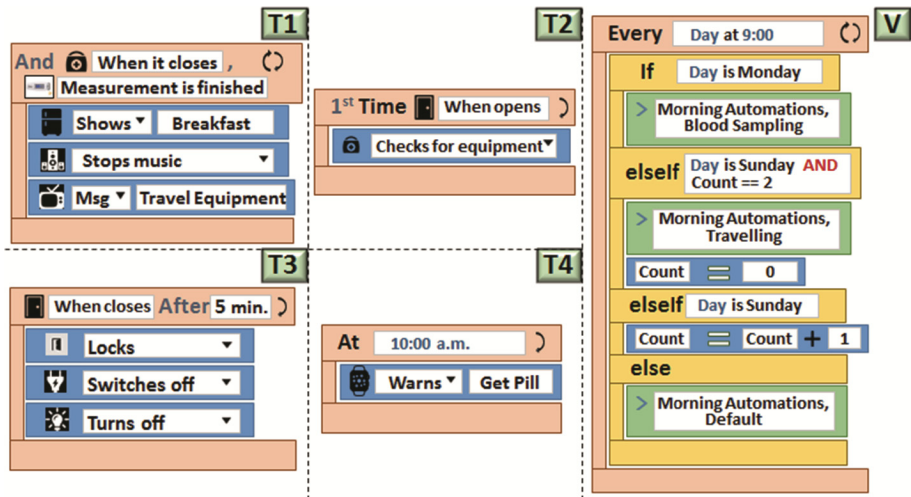 T1
And When it closes ,
Measurement is finished
Shows Breakfast
Stops music
Msg Travel Equipment
T2
1st Time When opens
Checks for equipment
T3
When closes After 5 min.
Locks
Switches off
Turns off
T4
At 10:00 a.m.
Warns Get Pill
V
Every Day at 9:00
If Day is Monday
> Morning Automations,
Blood Sampling
elseIf Day is Sunday AND
Count == 2
> Morning Automations,
Travelling
Count = 0
elseIf Day is Sunday
Count = Count + 1
else
> Morning Automations,
Default